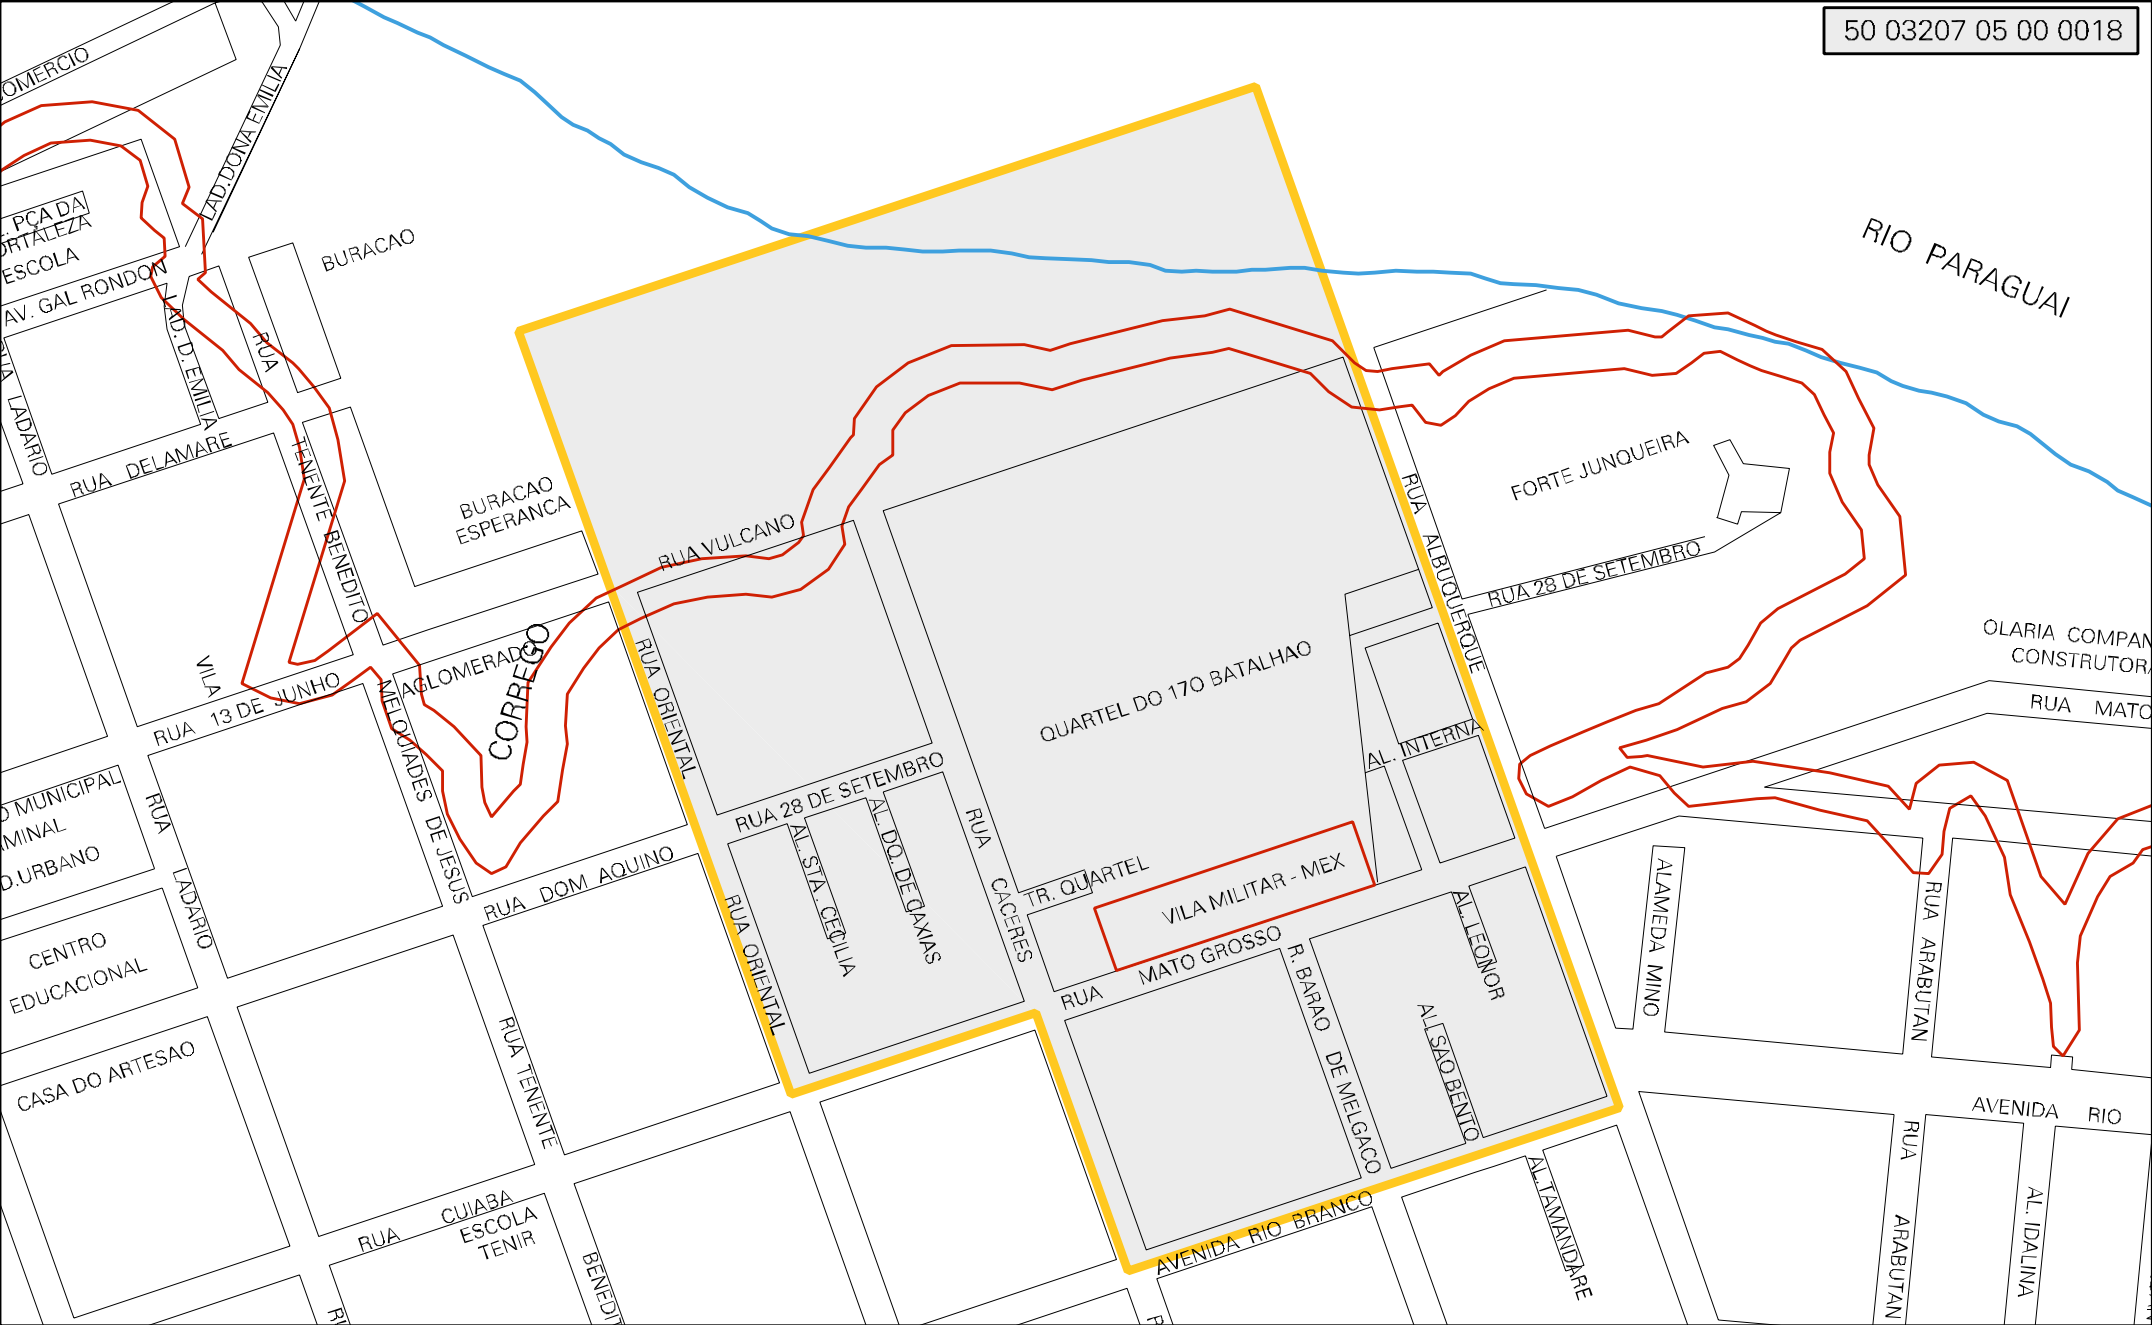 50 03207 05 00 0018
COMERCIO
LAD.DONA EMILIA
PÇA DA
ESCOLA
AV. GAL RONDON
LAD. D. EMILIA
RUA
BURACAO
RIO PARAGUAI
LADARIO
RUA DELAMARE
TENENTE BENEDITO
BURACAO
ESPERANCA
RUA VULCANO
FORTE JUNQUEIRA
RUA ALBUQUERQUE
RUA 28 DE SETEMBRO
OLARIA COMPAN
CONSTRUTOR
RUA MATO
VILA
RUA 13 DE JUNHO
AGLOMERADO
CORREGO
RUA ORIENTAL
QUARTEL DO 17O BATALHAO
AL. INTERNA
MELQUIADES DE JESUS
O MUNICIPAL
MINAL
D.URBANO
RUA LADARIO
RUA 28 DE SETEMBRO
AL. STA. CECILIA
AL. DQ. DE CAXIAS
RUA CACERES
TR. QUARTEL
VILA MILITAR - MEX
RUA DOM AQUINO
RUA ORIENTAL
RUA MATO GROSSO
R. BARAO DE MELGACO
AL. LEONOR
AL. SAO BENTO
ALAMEDA MINO
RUA ARABUTAN
CENTRO
EDUCACIONAL
CASA DO ARTESAO
RUA TENENTE
BENEDIT
RUA CUIABA
ESCOLA
TENIR
AVENIDA RIO BRANCO
AL.TAMANDARE
AVENIDA RIO
RUA ARABUTAN
AL. IDALINA